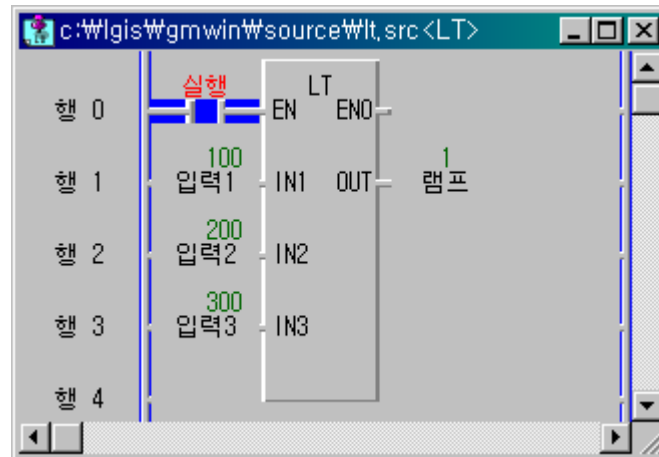 c:₩lgis₩gmwin₩source₩lt,src<LT>
실행 LT
행 0 EN ENO
100 1
행 1 입력1 IN1 OUT 램프
200
행 2 입력2 IN2
300
행 3 입력3 IN3
행 4